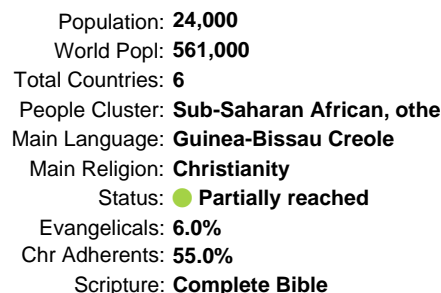 Population: 24,000
World Popl: 561,000
Total Countries: 6
People Cluster: Sub-Saharan African, othe
Main Language: Guinea-Bissau Creole
Main Religion: Christianity
Status: Partially reached
Evangelicals: 6.0%
Chr Adherents: 55.0%
Scripture: Complete Bible